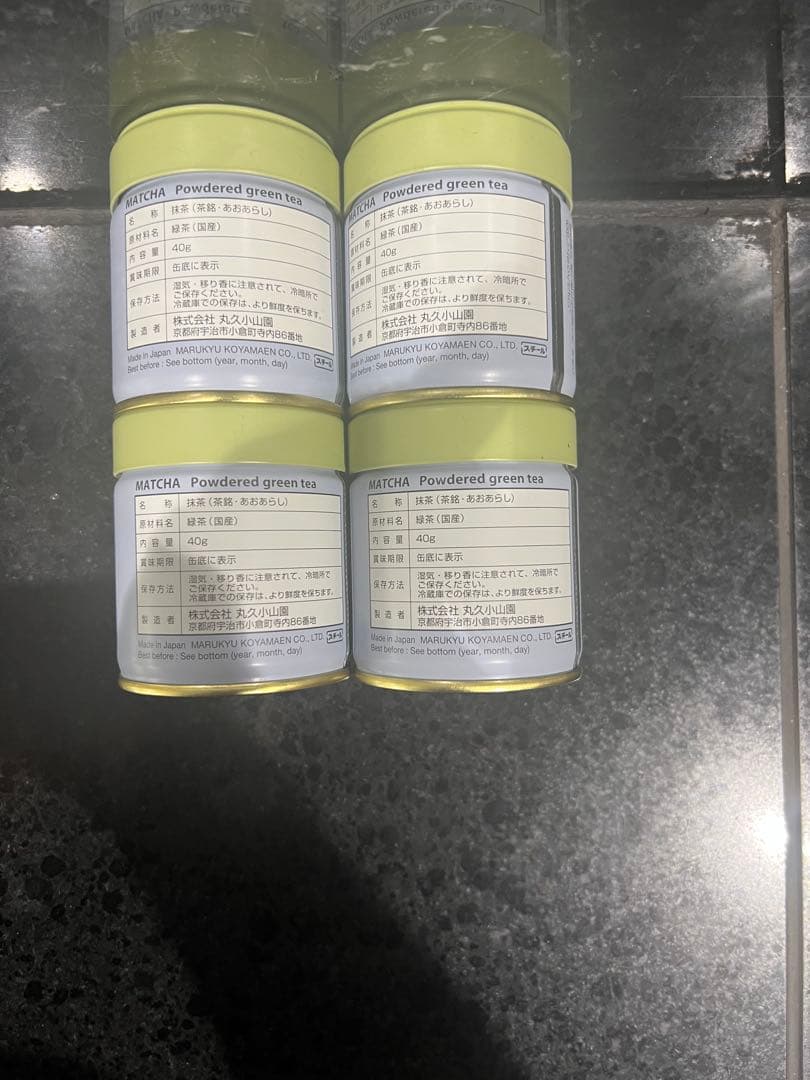 MATCHA Powdered green tea
名称 抹茶(茶銘・あおあらし)
原材料名 緑茶(国産)
内容量 40g
賞味期限 缶底に表示
保存方法 湿気・移り香に注意されて、冷暗所で
ご保存ください。
冷蔵庫での保存は、より鮮度を保ちます。
製造者 株式会社 丸久小山園
京都府宇治市小倉町寺内86番地
Made in Japan MARUKYU KOYAMAEN CO., LTD. スチール
Best before : See bottom (year, month, day)
MATCHA Powdered green tea
名称 抹茶(茶銘・あおあらし)
原材料名 緑茶(国産)
内容量 40g
賞味期限 缶底に表示
保存方法 湿気・移り香に注意されて、冷暗所で
ご保存ください。
冷蔵庫での保存は、より鮮度を保ちます。
製造者 株式会社 丸久小山園
京都府宇治市小倉町寺内86番地
Made in Japan MARUKYU KOYAMAEN CO., LTD. スチール
Best before : See bottom (year, month, day)
MATCHA Powdered green tea
名称 抹茶(茶銘・あおあらし)
原材料名 緑茶(国産)
内容量 40g
賞味期限 缶底に表示
保存方法 湿気・移り香に注意されて、冷暗所で
ご保存ください。
冷蔵庫での保存は、より鮮度を保ちます。
製造者 株式会社 丸久小山園
京都府宇治市小倉町寺内86番地
Made in Japan MARUKYU KOYAMAEN CO., LTD. スチール
Best before : See bottom (year, month, day)
MATCHA Powdered green tea
名称 抹茶(茶銘・あおあらし)
原材料名 緑茶(国産)
内容量 40g
賞味期限 缶底に表示
保存方法 湿気・移り香に注意されて、冷暗所で
ご保存ください。
冷蔵庫での保存は、より鮮度を保ちます。
製造者 株式会社 丸久小山園
京都府宇治市小倉町寺内86番地
Made in Japan MARUKYU KOYAMAEN CO., LTD. スチール
Best before : See bottom (year, month, day)